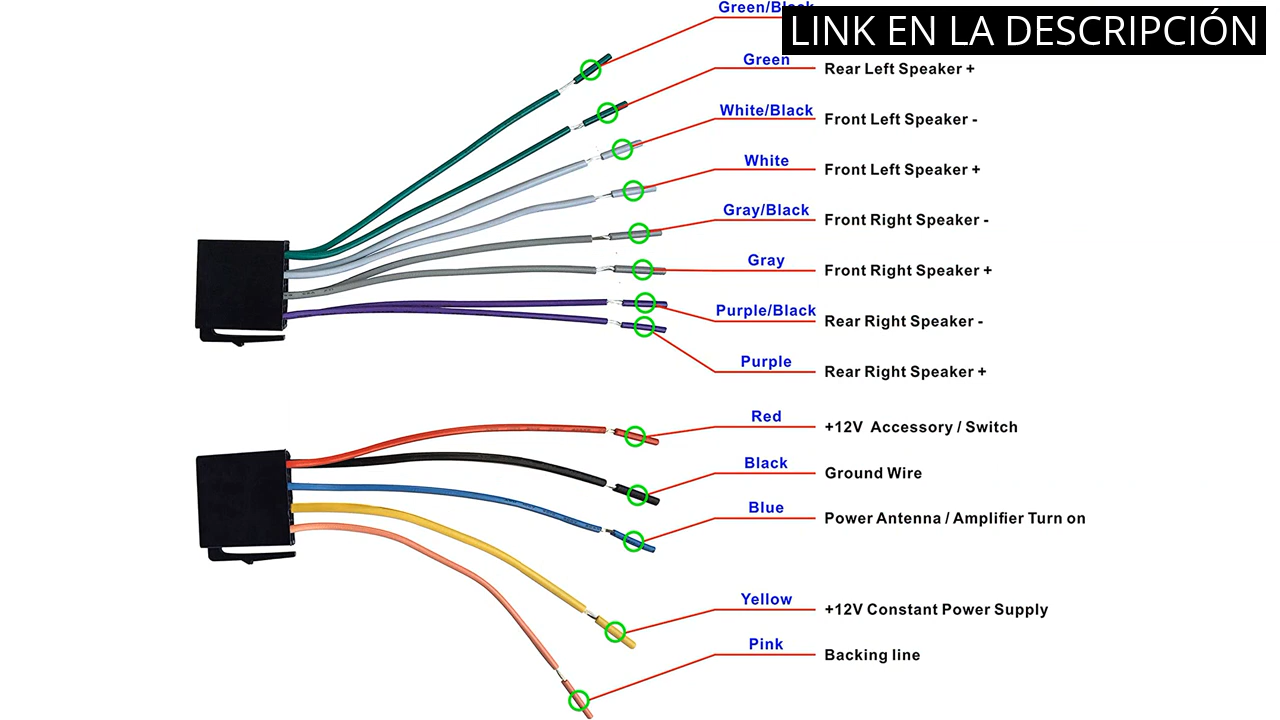 Green/Black
LINK EN LA DESCRIPCIÓN
Green
Rear Left Speaker +
White/Black
Front Left Speaker -
White
Front Left Speaker +
Gray/Black
Front Right Speaker -
Gray
Front Right Speaker +
Purple/Black
Rear Right Speaker -
Purple
Rear Right Speaker +
Red
+12V Accessory / Switch
Black
Ground Wire
Blue
Power Antenna / Amplifier Turn on
Yellow
+12V Constant Power Supply
Pink
Backing line